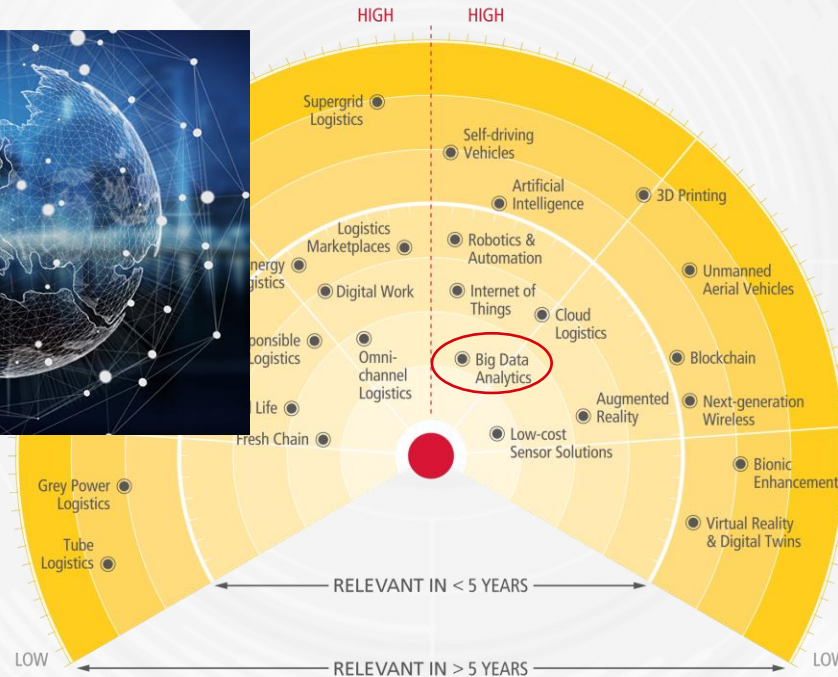 HIGH
HIGH
Supergrid
Logistics
Self-driving
Vehicles
Artificial
Intelligence
3D Printing
Logistics
Marketplaces
Robotics &
Automation
Unmanned
Aerial Vehicles
Digital Work
Internet of
Things
Cloud
Logistics
Logistics
Omni-
channel
Logistics
Big Data
Analytics
Blockchain
Life
Augmented
Reality
Next-generation
Wireless
Fresh Chain
Low-cost
Sensor Solutions
Grey Power
Logistics
Bionic
Enhancement
Tube
Logistics
Virtual Reality
& Digital Twins
RELEVANT IN < 5 YEARS
LOW
LOW
RELEVANT IN > 5 YEARS